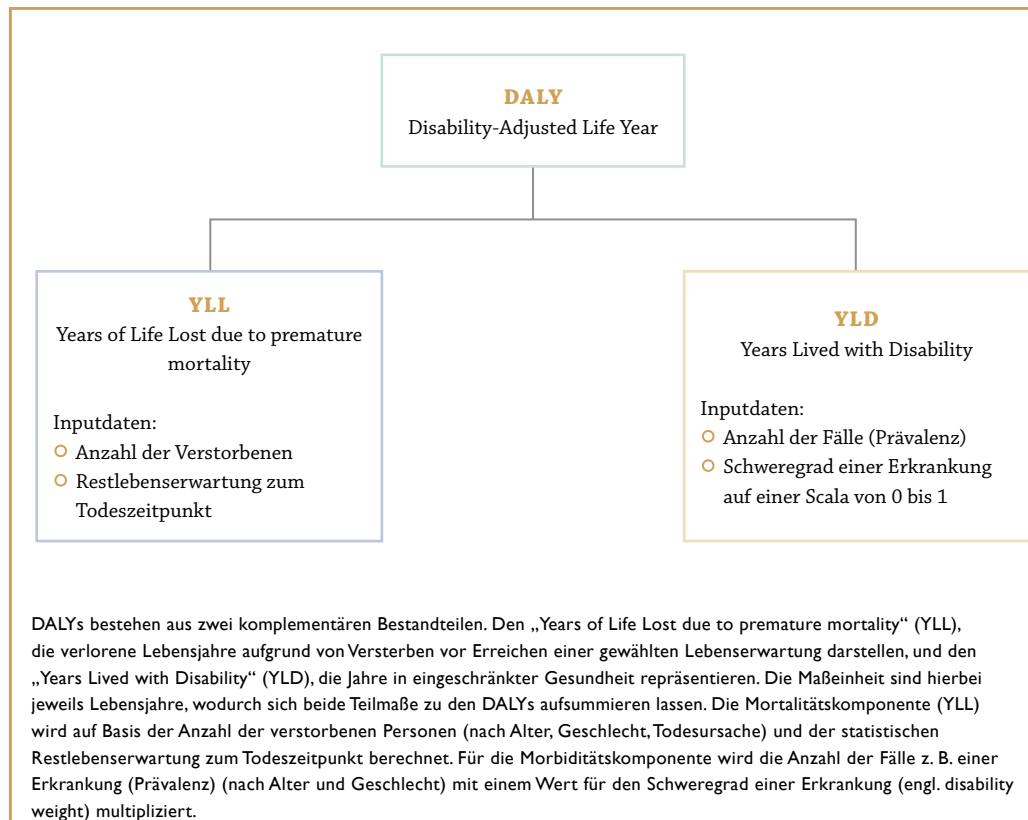 DALY
Disability-Adjusted Life Year
YLL
Years of Life Lost due to premature
mortality
Inputdaten:
Anzahl der Verstorbenen
Restlebenserwartung zum
Todeszeitpunkt
YLD
Years Lived with Disability
Inputdaten:
Anzahl der Fälle (Prävalenz)
Schweregrad einer Erkrankung
auf einer Scala von 0 bis 1
DALYs bestehen aus zwei komplementären Bestandteilen. Den „Years of Life Lost due to premature mortality“ (YLL),
die verlorene Lebensjahre aufgrund von Versterben vor Erreichen einer gewählten Lebenserwartung darstellen, und den
„Years Lived with Disability“ (YLD), die Jahre in eingeschränkter Gesundheit repräsentieren. Die Maßeinheit sind hierbei
jeweils Lebensjahre, wodurch sich beide Teilmaße zu den DALYs aufsummieren lassen. Die Mortalitätskomponente (YLL)
wird auf Basis der Anzahl der verstorbenen Personen (nach Alter, Geschlecht, Todesursache) und der statistischen
Restlebenserwartung zum Todeszeitpunkt berechnet. Für die Morbiditätskomponente wird die Anzahl der Fälle z. B. einer
Erkrankung (Prävalenz) (nach Alter und Geschlecht) mit einem Wert für den Schweregrad einer Erkrankung (engl. disability
weight) multipliziert.